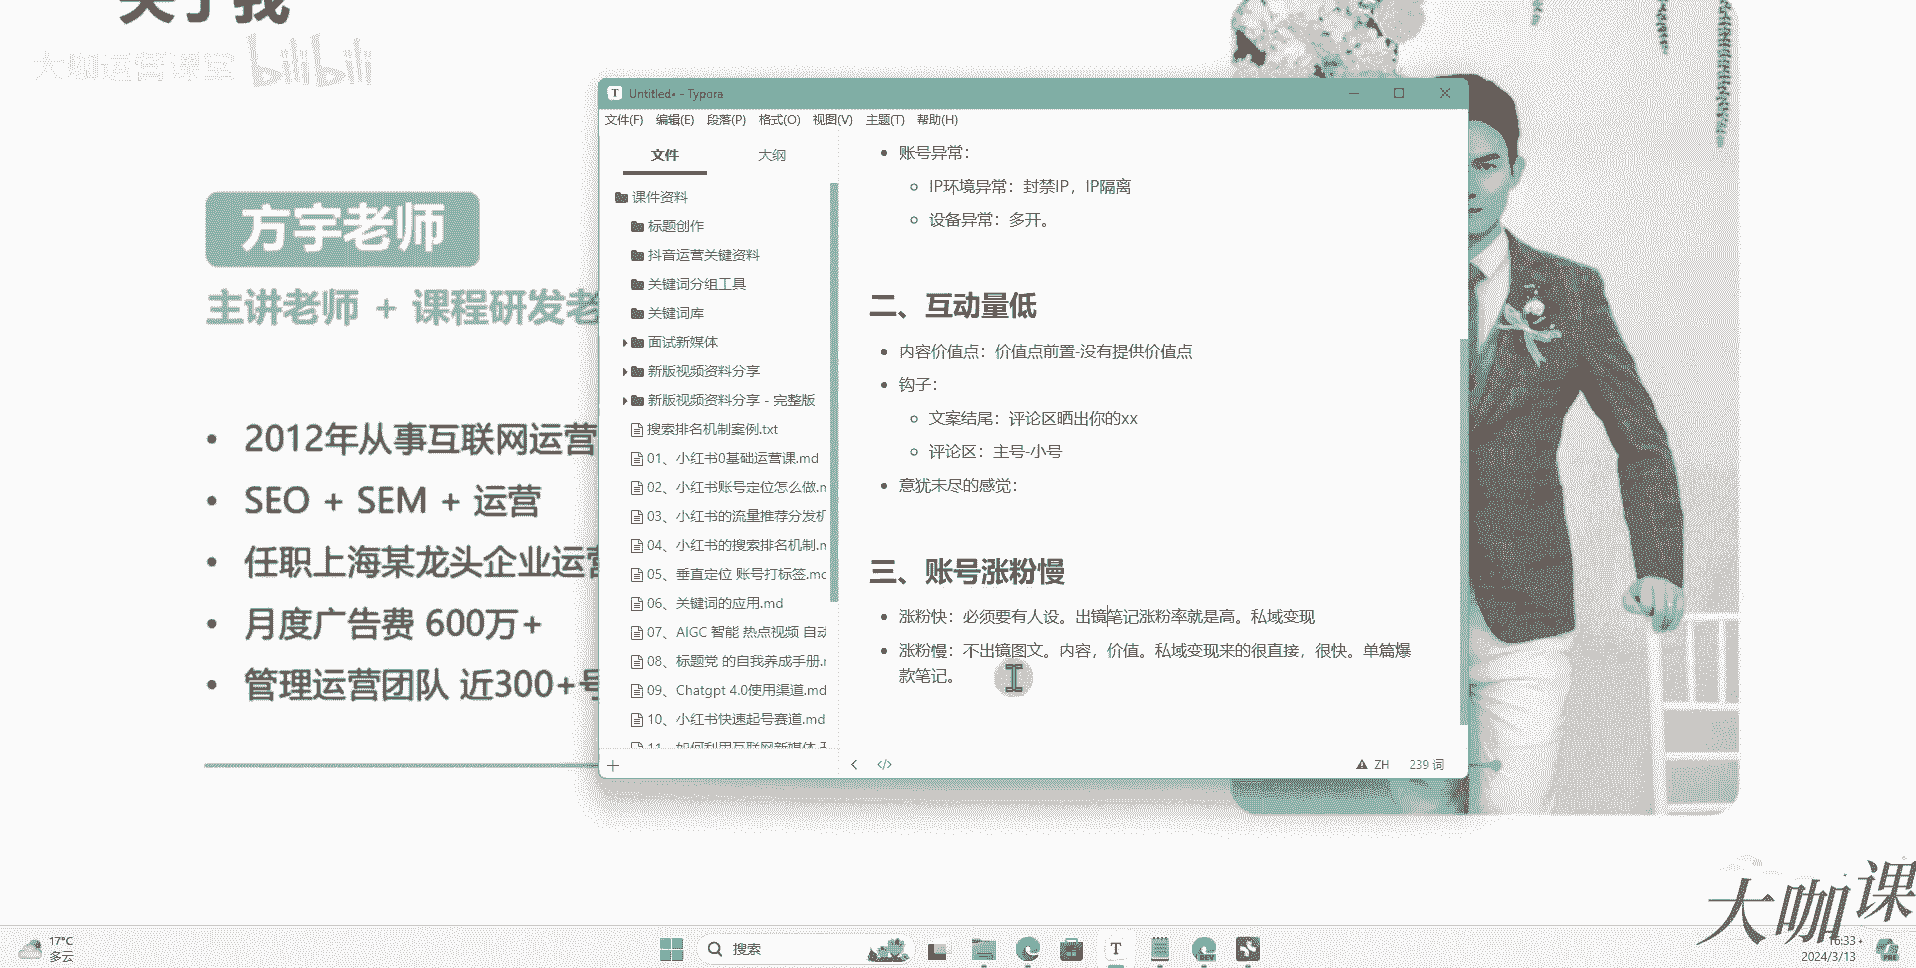 关于我
大咖运营课堂 bilibili
方宇老师
主讲老师 + 课程研发老
2012年从事互联网运营
SEO + SEM + 运营
任职上海某龙头企业运营
月度广告费 600万+
管理运营团队 近300+号
Untitled• - Typora
文件(F) 编辑(E) 段落(P) 格式(O) 视图(V) 主题(T) 帮助(H)
文件 大纲
课件资料
标题创作
抖音运营关键资料
关键词分组工具
关键词库
面试新媒体
新版视频资料分享
新版视频资料分享 - 完整版
搜索排名机制案例.txt
01、小红书0基础运营课.md
02、小红书账号定位怎么做.m
03、小红书的流量推荐分发机
04、小红书的搜索排名机制.m
05、垂直定位 账号打标签.mc
06、关键词的应用.md
07、AIGC 智能 热点视频 自动
08、标题党 的自我养成手册.r
09、Chatgpt 4.0使用渠道.md
10、小红书快速起号赛道.md
11、如何利用互联网新媒体
账号异常：
IP环境异常：封禁IP，IP隔离
设备异常：多开。
二、互动量低
内容价值点：价值点前置-没有提供价值点
钩子：
文案结尾：评论区晒出你的xx
评论区：主号-小号
意犹未尽的感觉：
三、账号涨粉慢
涨粉快：必须要有人设。出镜笔记涨粉率就是高。私域变现
涨粉慢：不出镜图文。内容，价值。私域变现来的很直接，很快。单篇爆
款笔记。
ZH 239 词
大咖课
17°C
多云
搜索
16:33
2024/3/13